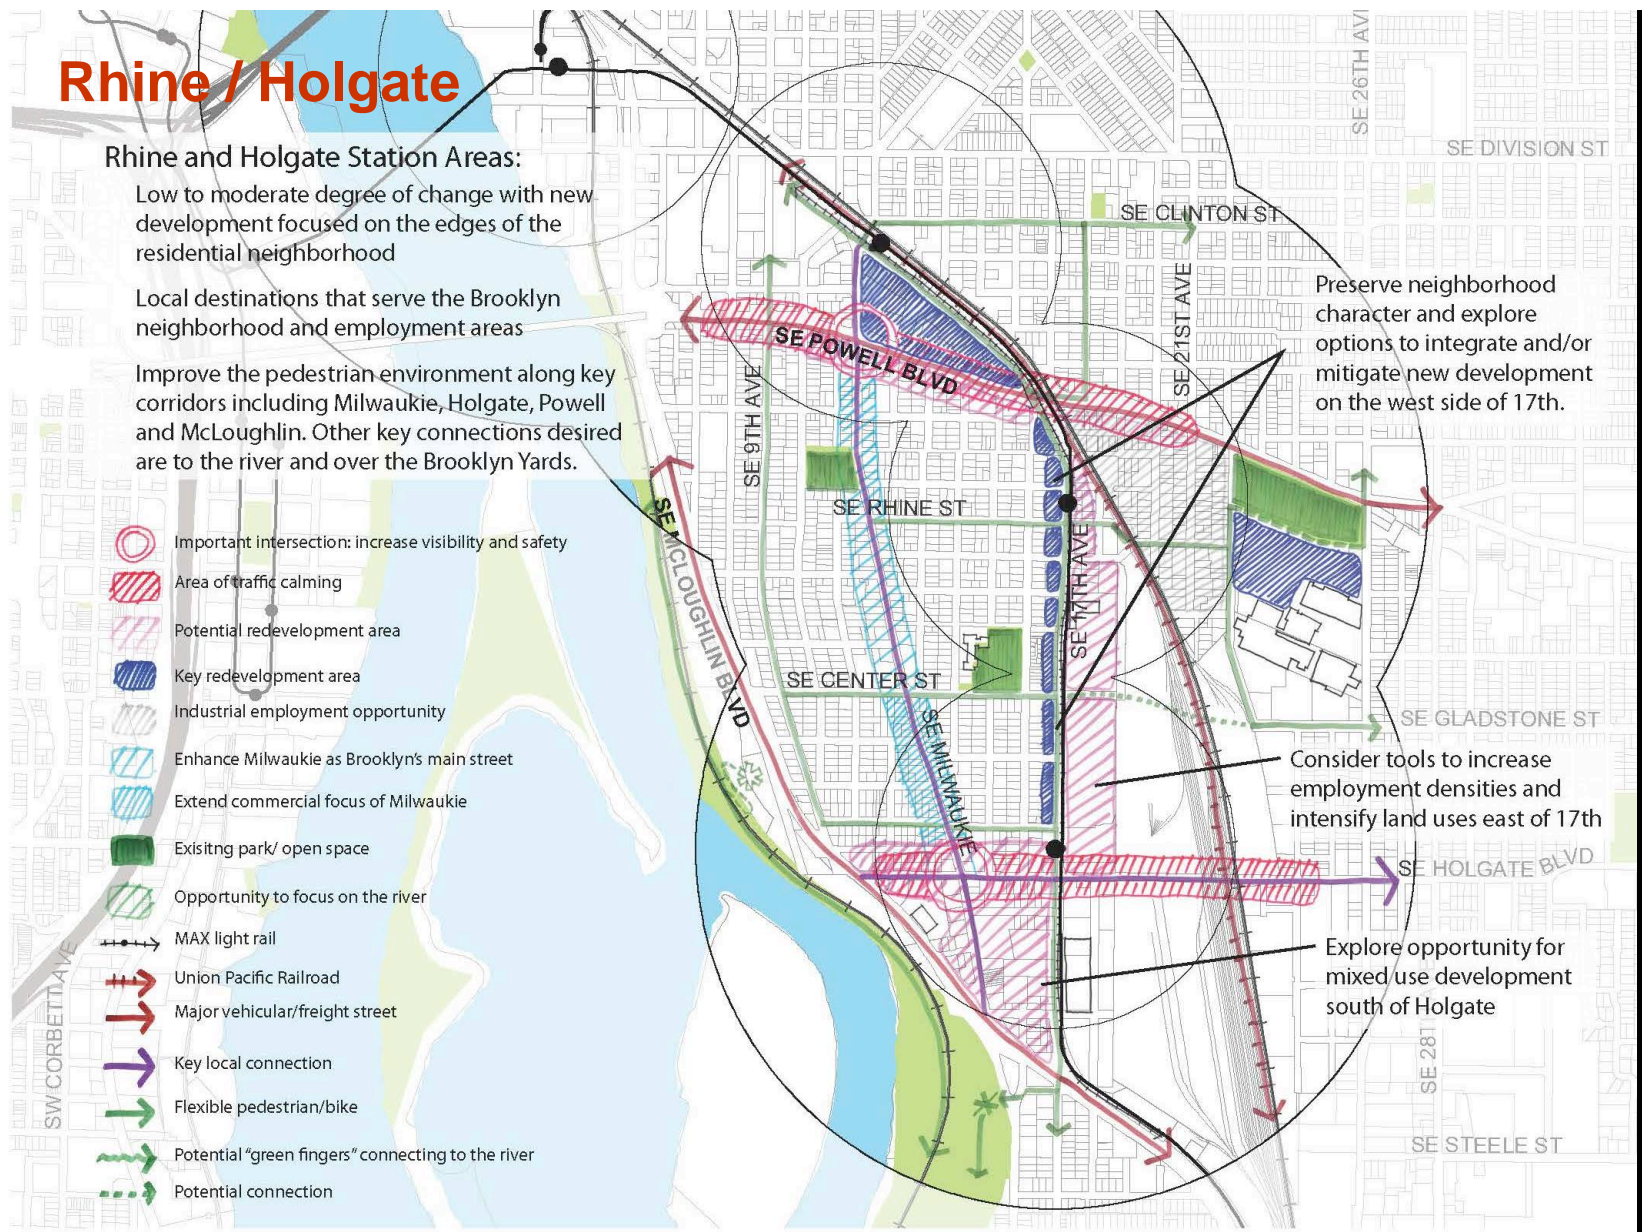 Rhine / Holgate
Rhine and Holgate Station Areas:
Low to moderate degree of change with new
development focused on the edges of the
residential neighborhood
Local destinations that serve the Brooklyn
neighborhood and employment areas
Improve the pedestrian environment along key
corridors including Milwaukie, Holgate, Powell
and McLoughlin. Other key connections desired
are to the river and over the Brooklyn Yards.
Important intersection: increase visibility and safety
Area of traffic calming
Potential redevelopment area
Key redevelopment area
Industrial employment opportunity
Enhance Milwaukie as Brooklyn's main street
Extend commercial focus of Milwaukie
Exisitng park/ open space
Opportunity to focus on the river
MAX light rail
Union Pacific Railroad
Major vehicular/freight street
Key local connection
Flexible pedestrian/bike
Potential "green fingers" connecting to the river
Potential connection
SW CORBETT AVE
SE 26TH AVE
SE DIVISION ST
SE CLINTON ST
SE 21ST AVE
SE POWELL BLVD
SE 9TH AVE
SE RHINE ST
SE MCLOUGHLIN BLVD
SE 17TH AVE
SE CENTER ST
SE MILWAUKIE
SE GLADSTONE ST
SE HOLGATE BLVD
SE 28T
SE STEELE ST
Preserve neighborhood
character and explore
options to integrate and/or
mitigate new development
on the west side of 17th.
Consider tools to increase
employment densities and
intensify land uses east of 17th
Explore opportunity for
mixed use development
south of Holgate